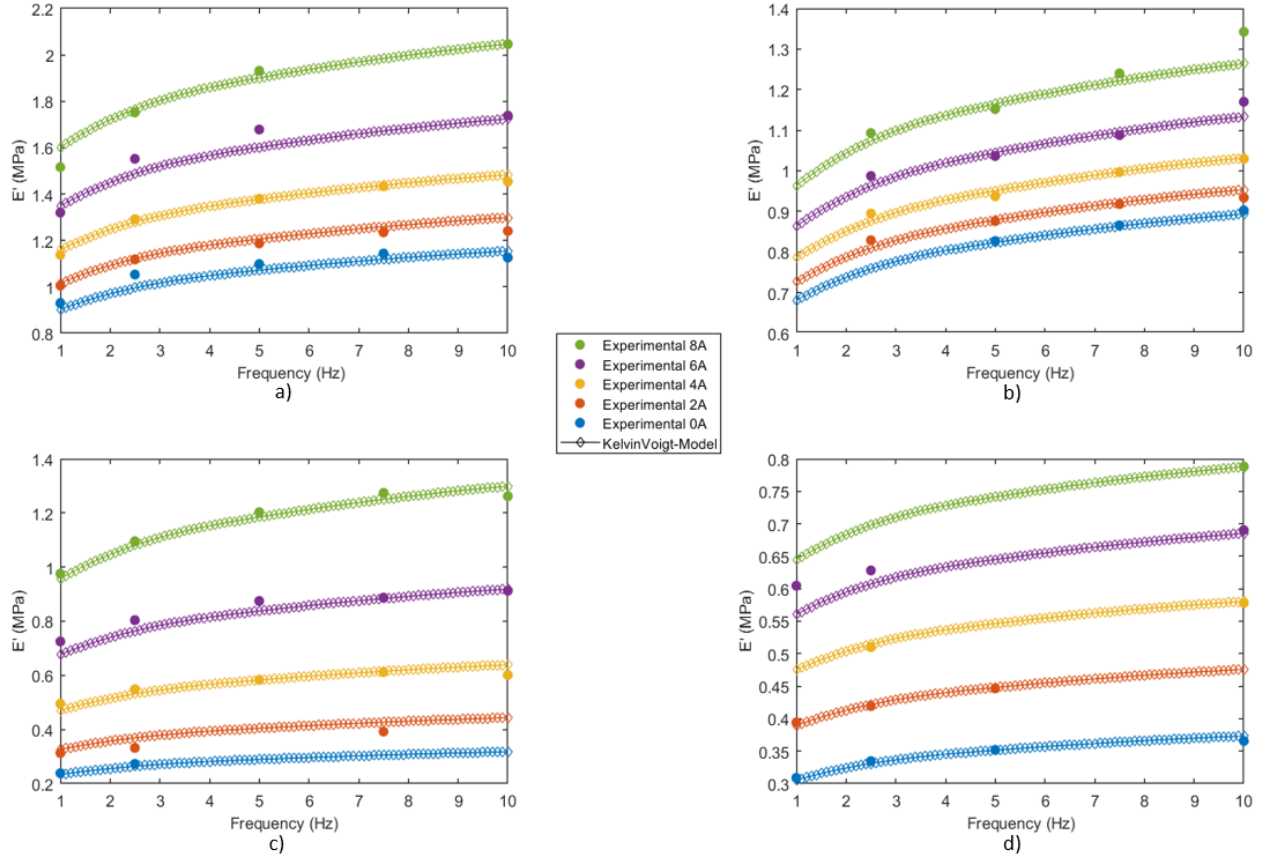 2.2
2
1.8
1.6
1.4
1.2
1
0.8
E' (MPa)
1 2 3 4 5 6 7 8 9 10
Frequency (Hz)
a)
1.4
1.3
1.2
1.1
1
0.9
0.8
0.7
0.6
E' (MPa)
1 2 3 4 5 6 7 8 9 10
Frequency (Hz)
b)
Experimental 8A
Experimental 6A
Experimental 4A
Experimental 2A
Experimental 0A
KelvinVoigt-Model
1.4
1.2
1
0.8
0.6
0.4
0.2
E' (MPa)
1 2 3 4 5 6 7 8 9 10
Frequency (Hz)
c)
0.8
0.75
0.7
0.65
0.6
0.55
0.5
0.45
0.4
0.35
0.3
E' (MPa)
1 2 3 4 5 6 7 8 9 10
Frequency (Hz)
d)